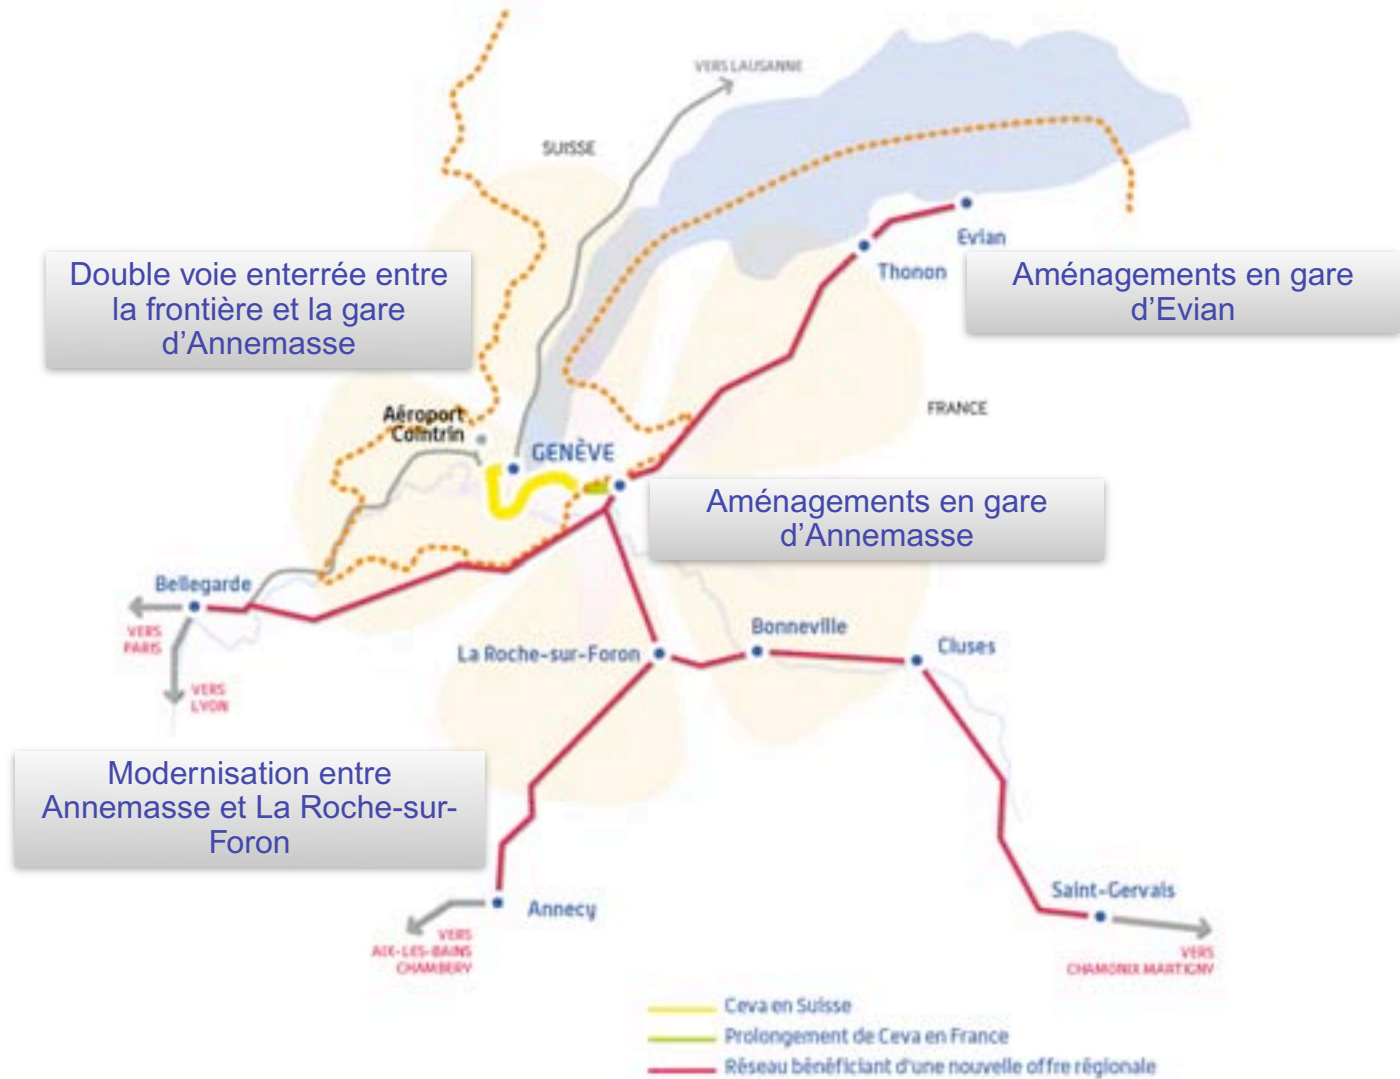 VERS LAUSANNE
SUISSE
Evian
Thonon
Double voie enterrée entre
la frontière et la gare
d’Annemasse
Aménagements en gare
d’Evian
FRANCE
Aéroport
Cointrin
GENÈVE
Aménagements en gare
d’Annemasse
Bellegarde
VERS
PARIS
VERS
LYON
La Roche-sur-Foron
Bonneville
Cluses
Modernisation entre
Annemasse et La Roche-sur-
Foron
Annecy
VERS
AIX-LES-BAINS
CHAMBERY
Saint-Gervais
VERS
CHAMONIX MARTIGNY
Ceva en Suisse
Prolongement de Ceva en France
Réseau bénéficiant d'une nouvelle offre régionale